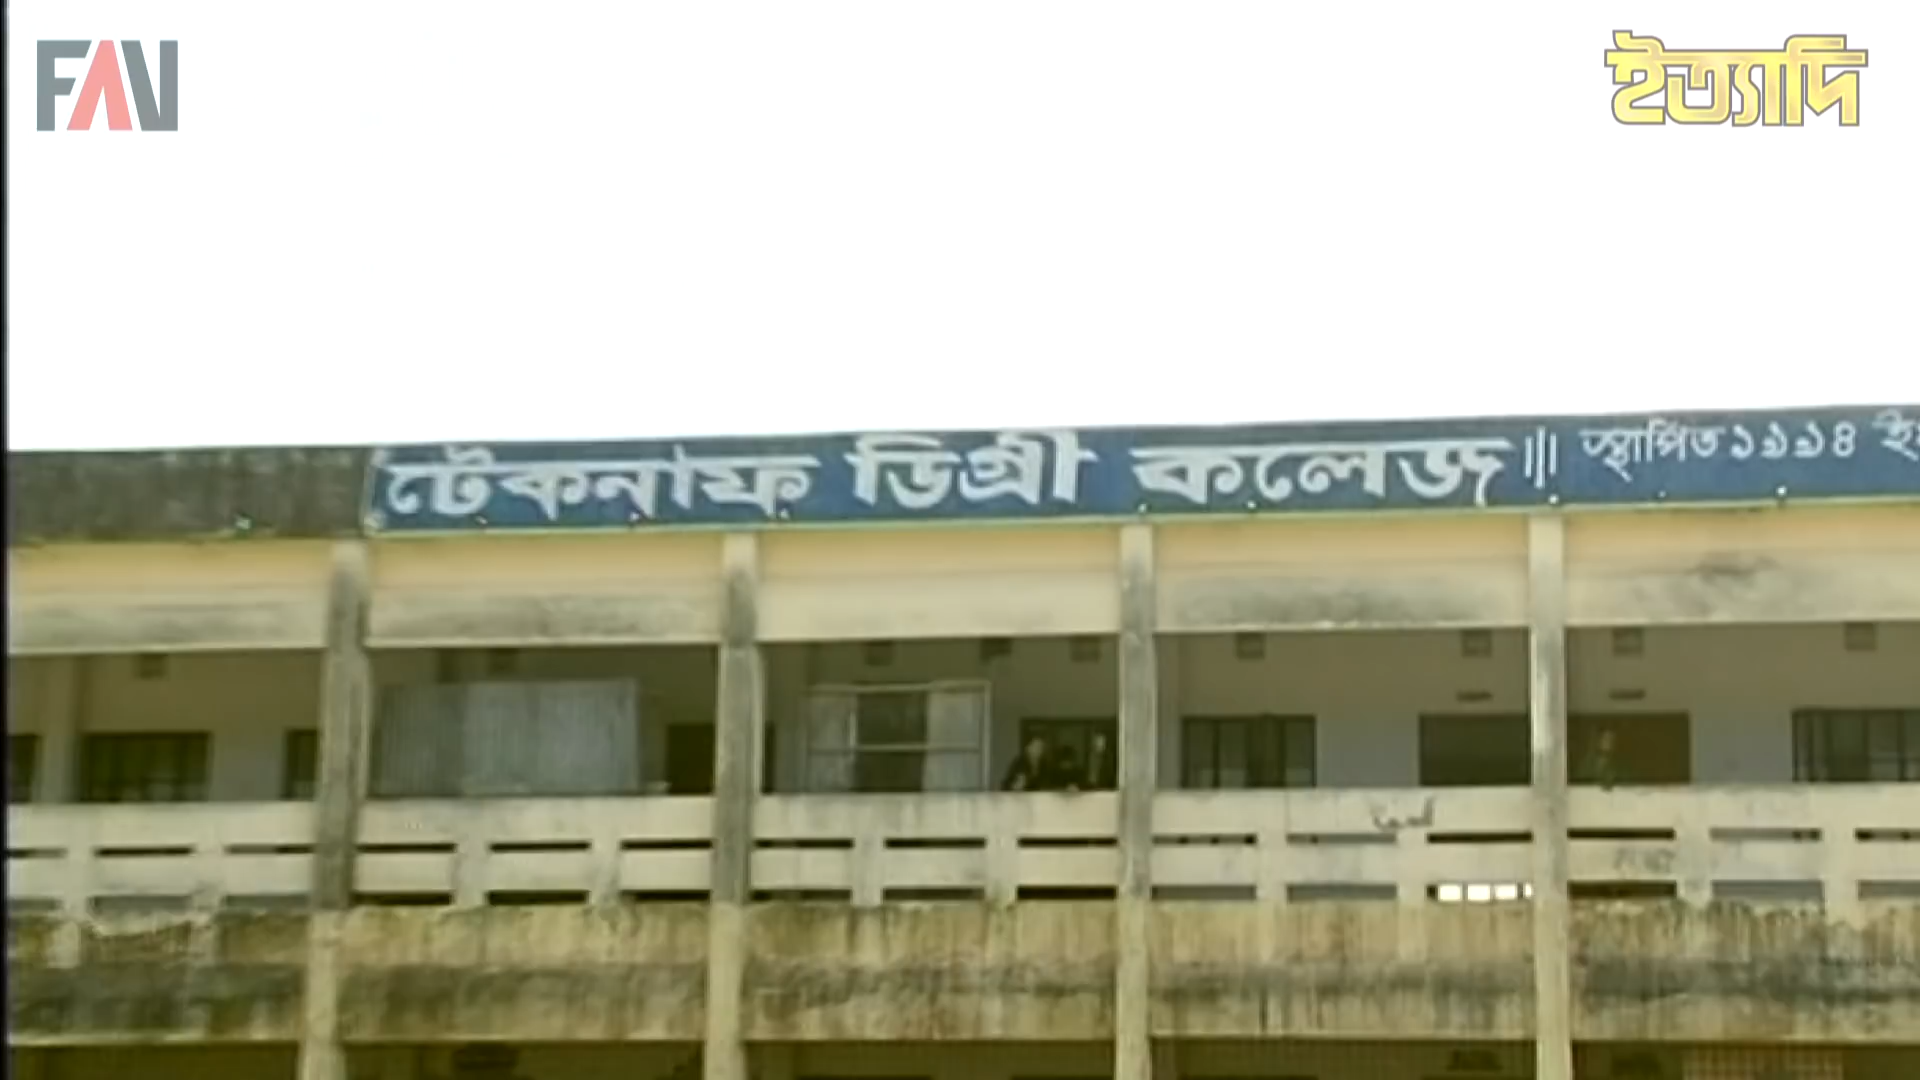 FAV
ইত্যাদি
টেকনাফ ডিগ্রী কলেজ ॥ স্থাপিত ১৯৯৪ ইং